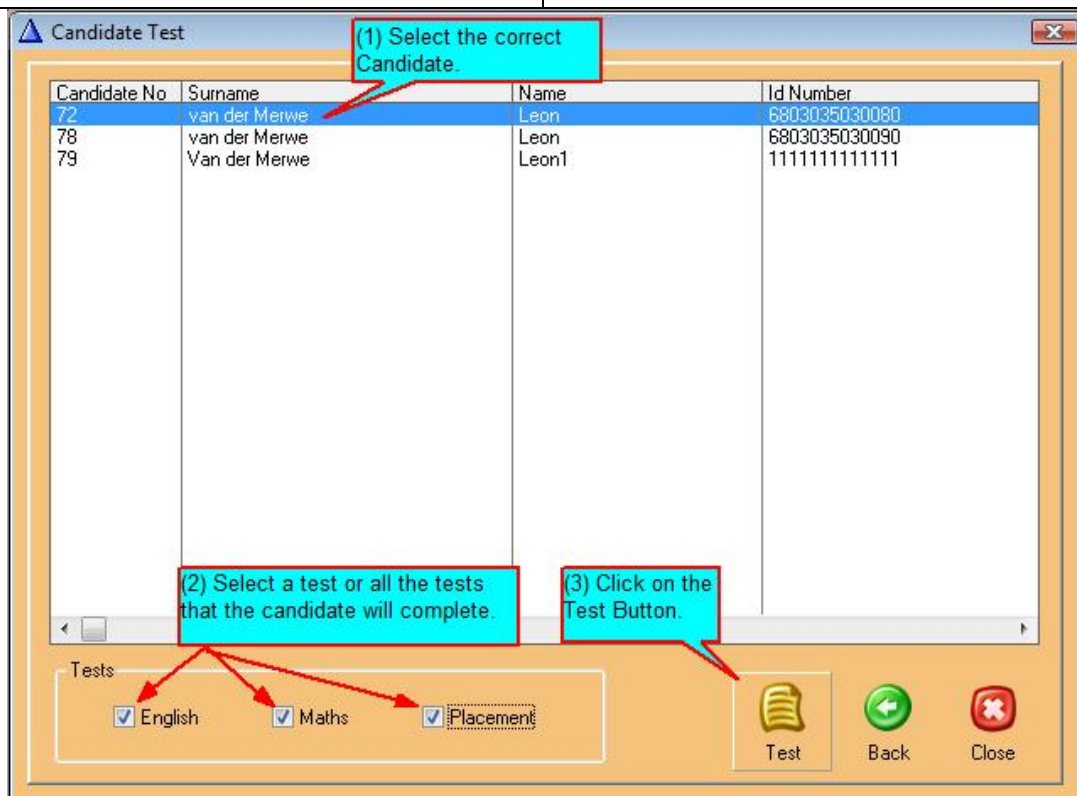 Candidate Test
(1) Select the correct
Candidate.
Candidate No Surname Name Id Number
72 van der Merwe Leon 6803035030080
78 van der Merwe Leon 6803035030090
79 Van der Merwe Leon1 1111111111111
(2) Select a test or all the tests
that the candidate will complete.
(3) Click on the
Test Button.
Tests
English Maths Placement
Test Back Close